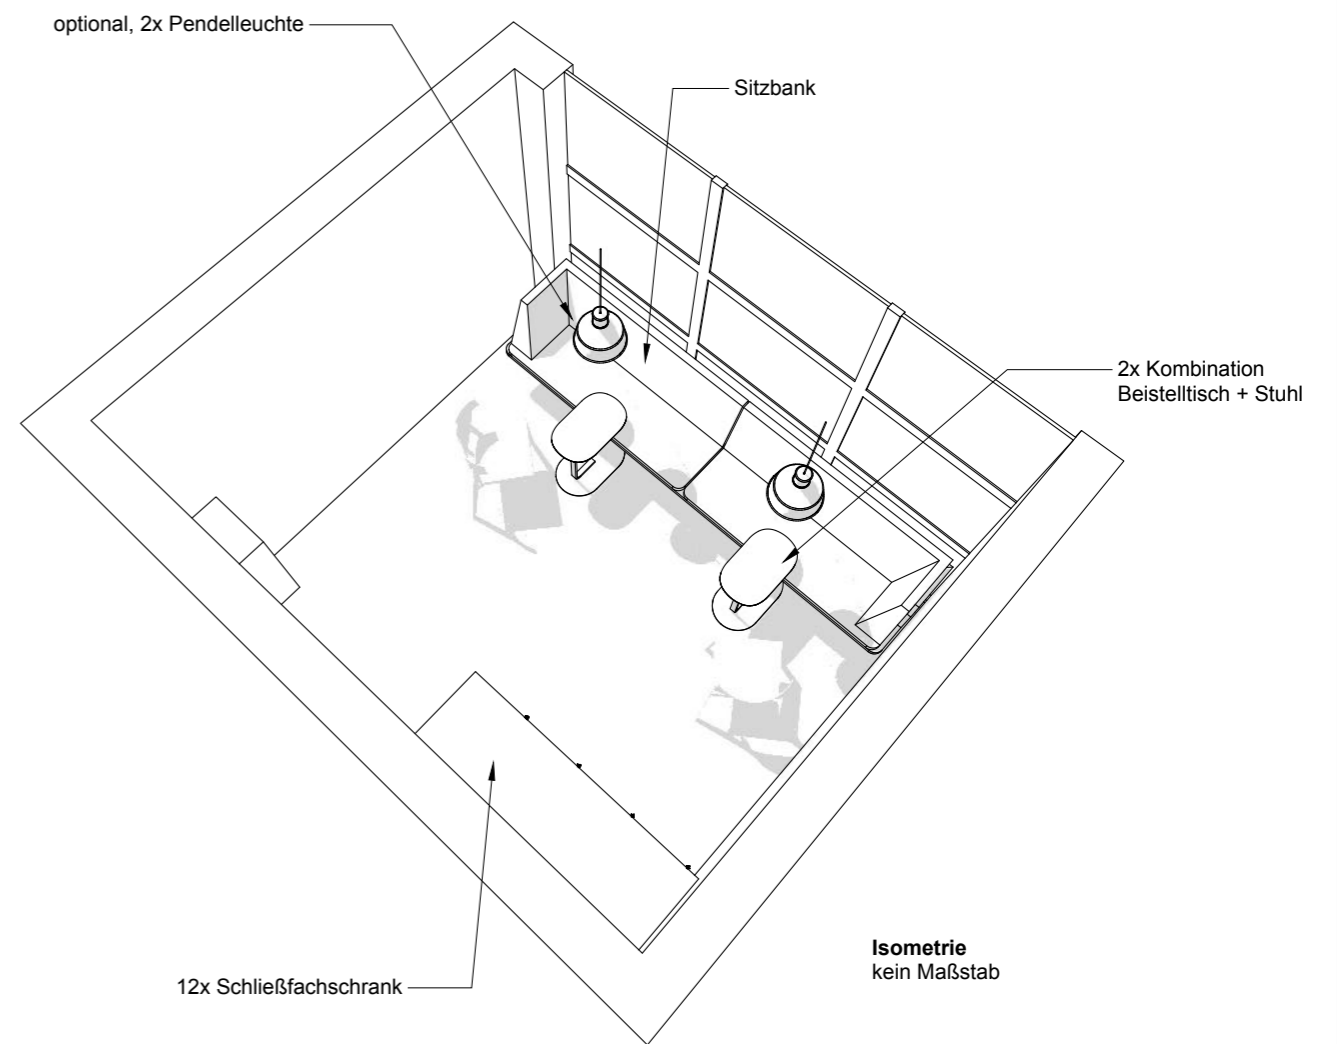 optional, 2x Pendelleuchte
Sitzbank
2x Kombination
Beistelltisch + Stuhl
12x Schließfachschrank
Isometrie
kein Maßstab